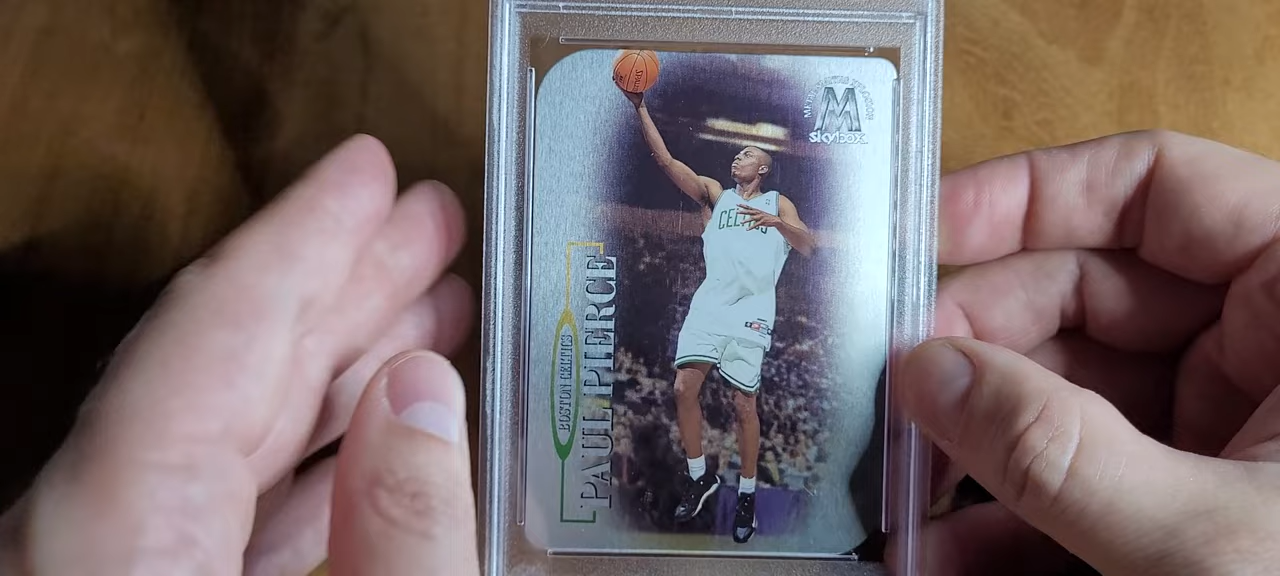 M
skybox
CELTICS
BOSTON CELTICS
PAUL PIERCE